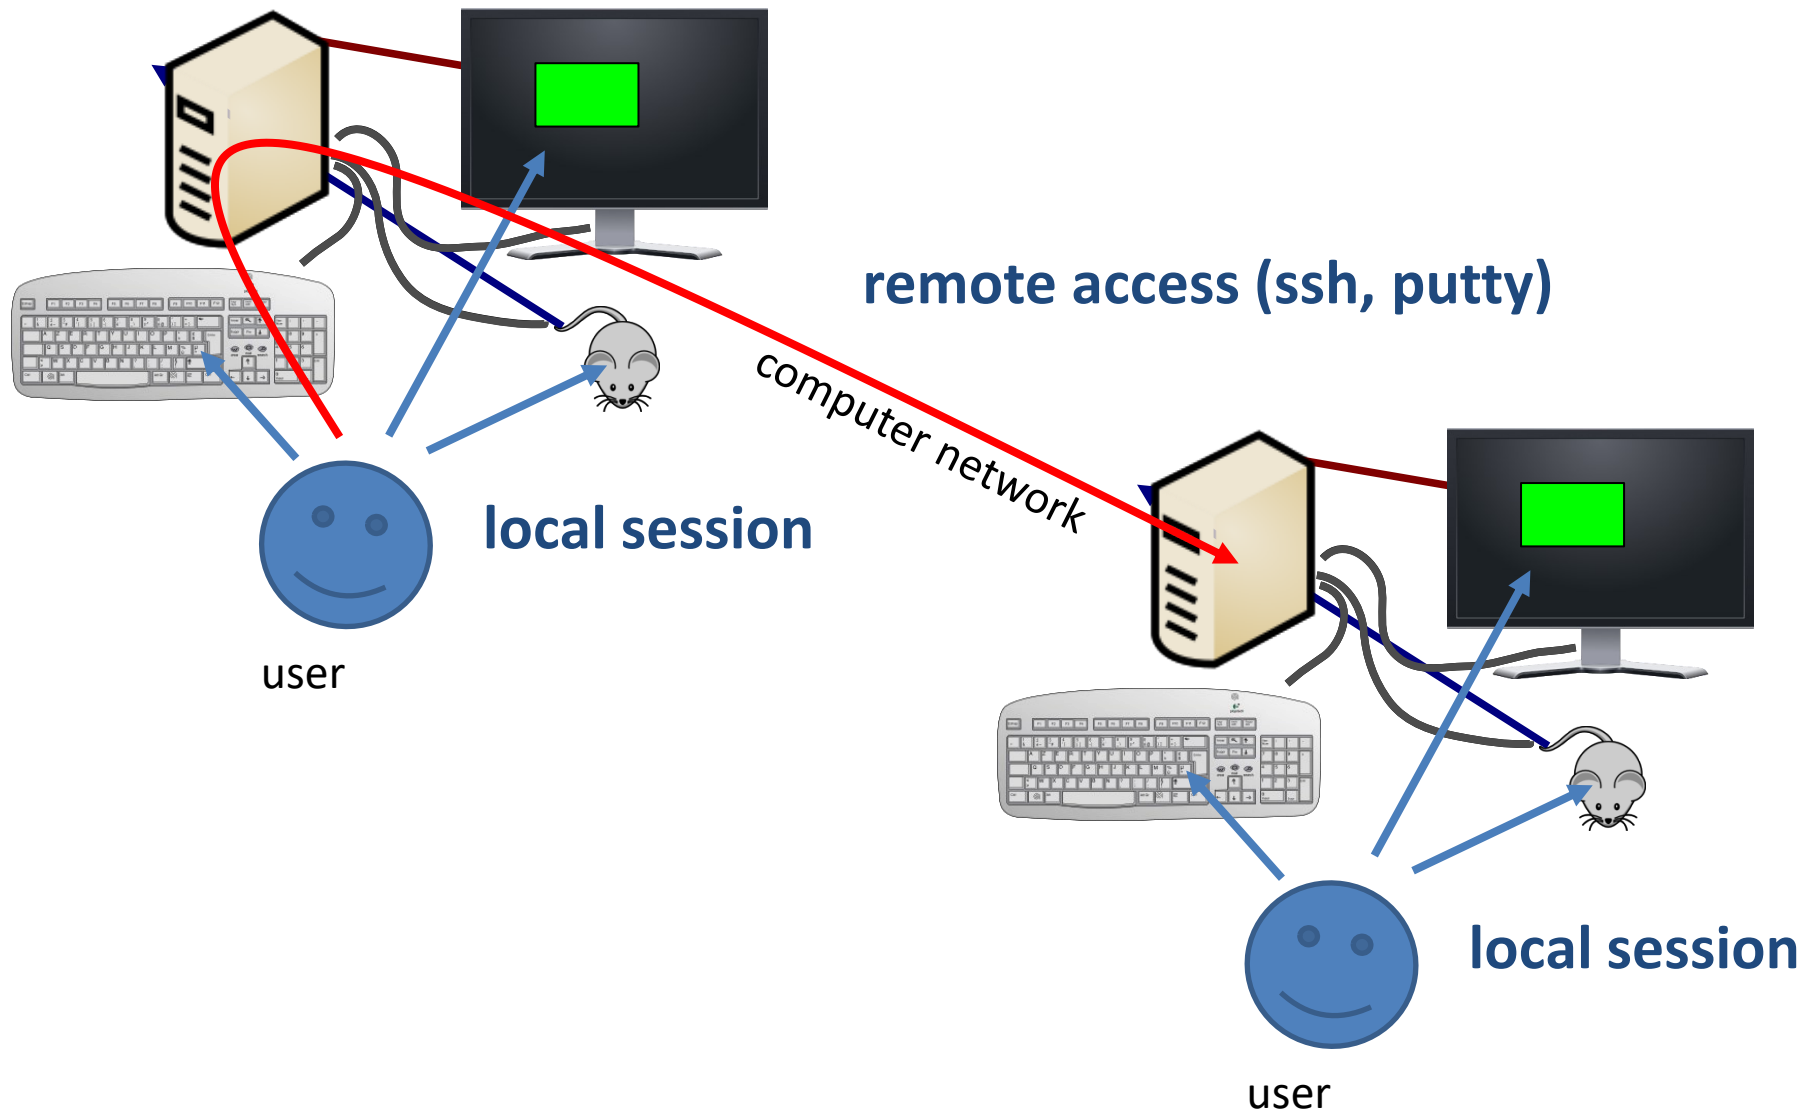 remote access (ssh, putty)
computer network
local session
user
local session
user